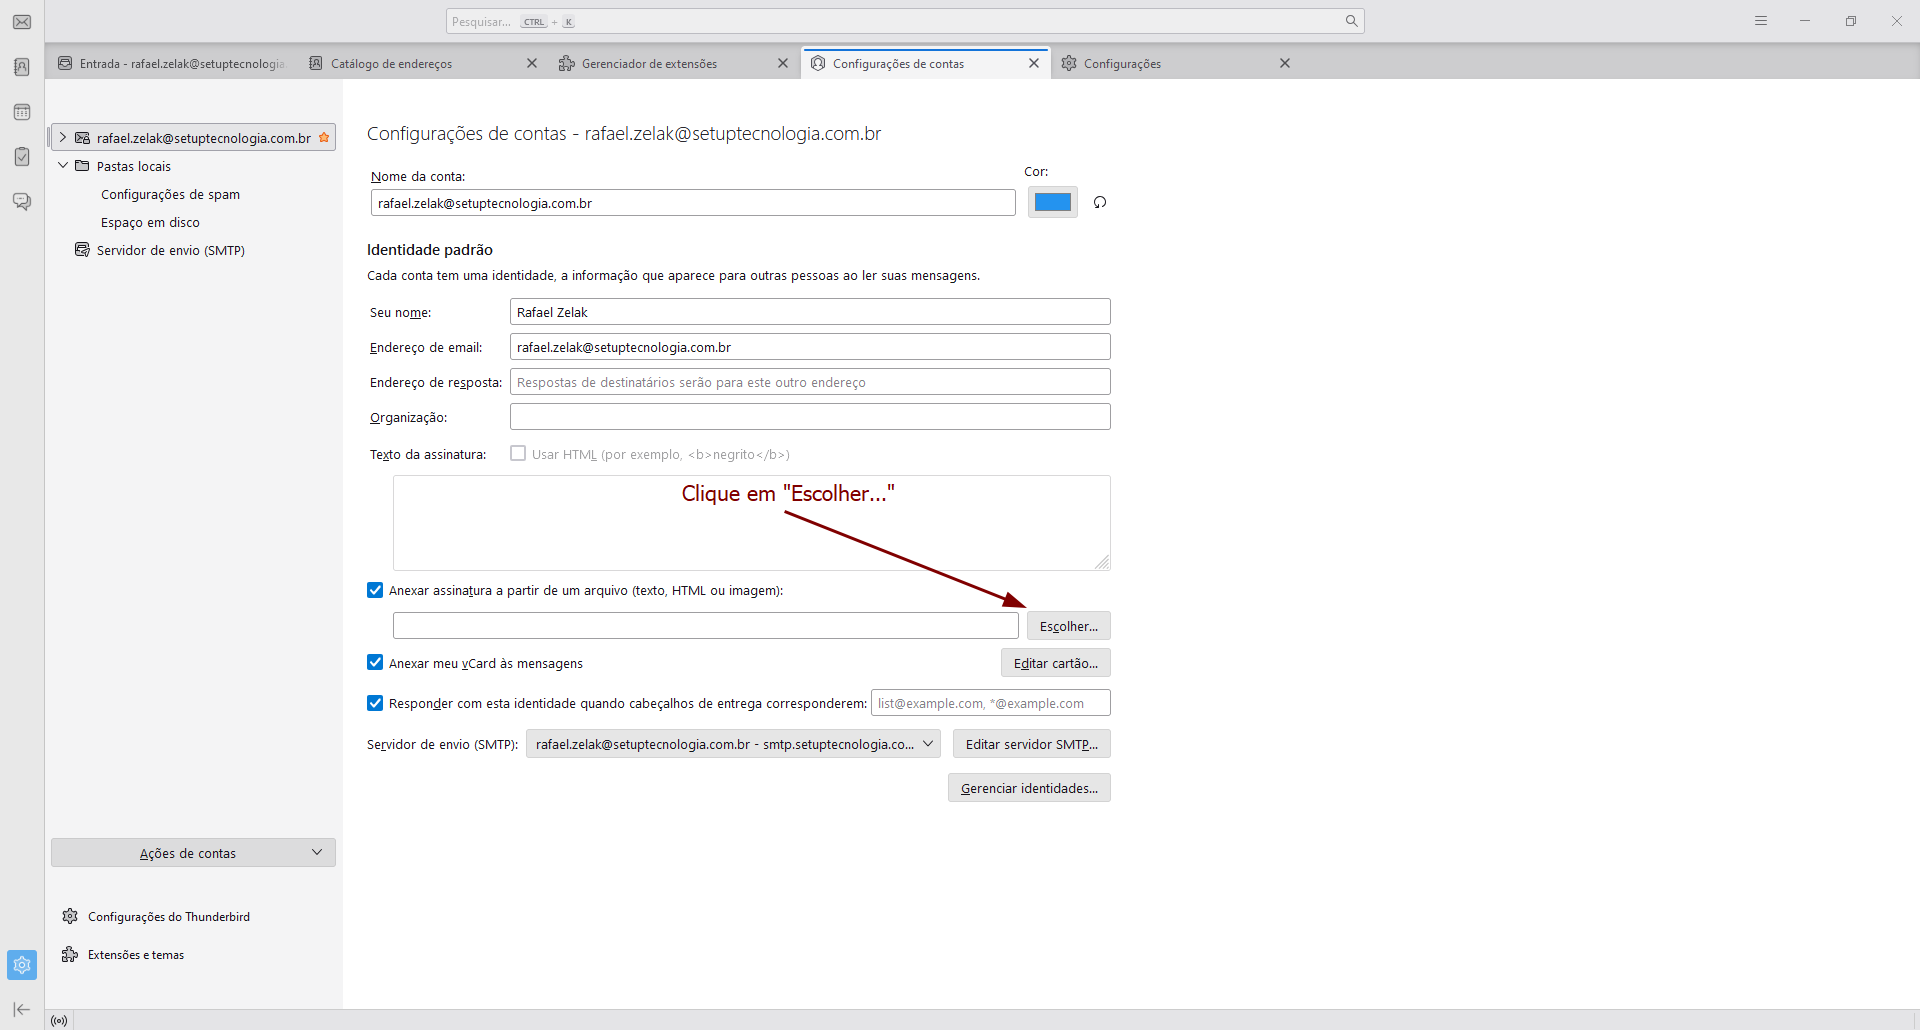 Pesquisar... CTRL + K
Entrada - rafael.zelak@setuptecnologia.
Catálogo de endereços
Gerenciador de extensões
Configurações de contas
Configurações
rafael.zelak@setuptecnologia.com.br
Pastas locais
Configurações de spam
Espaço em disco
Servidor de envio (SMTP)
Configurações de contas - rafael.zelak@setuptecnologia.com.br
Nome da conta:
Cor:
rafael.zelak@setuptecnologia.com.br
Identidade padrão
Cada conta tem uma identidade, a informação que aparece para outras pessoas ao ler suas mensagens.
Seu nome: Rafael Zelak
Endereço de email: rafael.zelak@setuptecnologia.com.br
Endereço de resposta: Respostas de destinatários serão para este outro endereço
Organização:
Texto da assinatura: Usar HTML (por exemplo, <b>negrito</b>)
Clique em "Escolher..."
Anexar assinatura a partir de um arquivo (texto, HTML ou imagem):
Escolher...
Anexar meu vCard às mensagens
Editar cartão...
Responder com esta identidade quando cabeçalhos de entrega corresponderem: list@example.com, *@example.com
Servidor de envio (SMTP): rafael.zelak@setuptecnologia.com.br - smtp.setuptecnologia.co... Editar servidor SMTP...
Gerenciar identidades...
Ações de contas
Configurações do Thunderbird
Extensões e temas